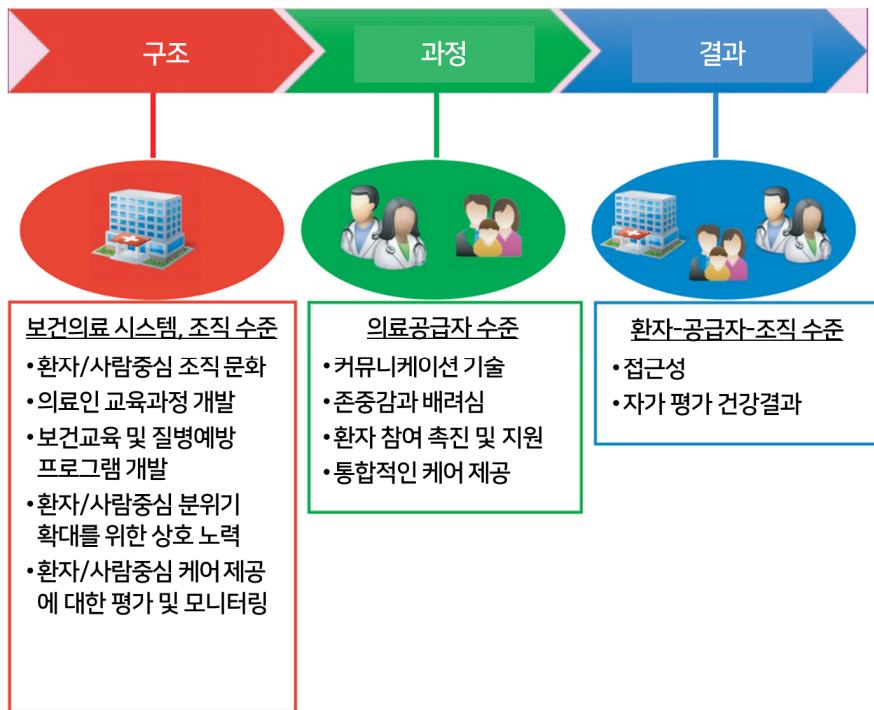 구조
과정
결과
보건의료 시스템, 조직 수준
•환자/사람중심 조직 문화
•의료인 교육과정 개발
•보건교육 및 질병예방
프로그램 개발
•환자/사람중심 분위기
확대를 위한 상호 노력
•환자/사람중심 케어 제공
에 대한 평가 및 모니터링
의료공급자 수준
•커뮤니케이션 기술
•존중감과 배려심
•환자 참여 촉진 및 지원
•통합적인 케어 제공
환자-공급자-조직 수준
•접근성
•자가 평가 건강결과